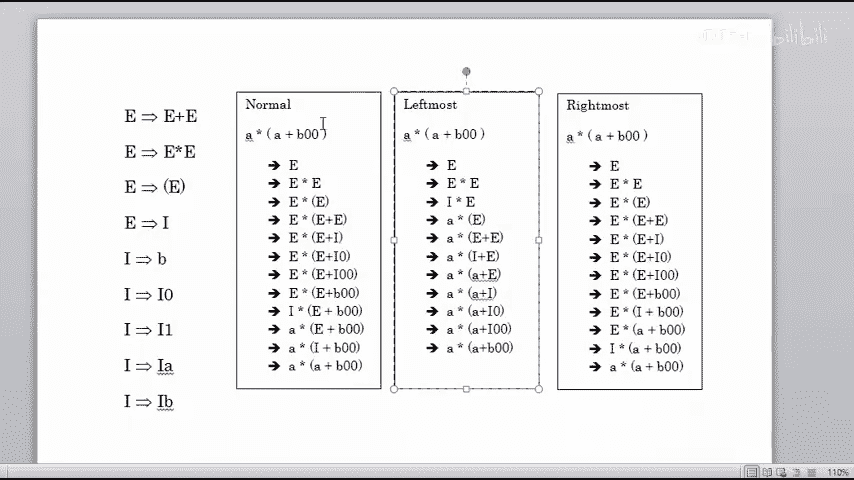 bilibili
E ⇒ E+E
E ⇒ E*E
E ⇒ (E)
E ⇒ I
I ⇒ b
I ⇒ I0
I ⇒ I1
I ⇒ Ia
I ⇒ Ib
Normal
a * ( a + b00 )
➔ E
➔ E * E
➔ E * (E)
➔ E * (E+E)
➔ E * (E+I)
➔ E * (E+I0)
➔ E * (E+I00)
➔ E * (E+b00)
➔ I * (E + b00)
➔ a * (E + b00)
➔ a * (I + b00)
➔ a * (a + b00)
Leftmost
a * ( a + b00 )
➔ E
➔ E * E
➔ I * E
➔ a * (E)
➔ a * (E+E)
➔ a * (I+E)
➔ a * (a+E)
➔ a * (a+I)
➔ a * (a+I0)
➔ a * (a+I00)
➔ a * (a+b00)
Rightmost
a * ( a + b00 )
➔ E
➔ E * E
➔ E * (E)
➔ E * (E+E)
➔ E * (E+I)
➔ E * (E+I0)
➔ E * (E+I00)
➔ E * (E+b00)
➔ E * (I + b00)
➔ E * (a + b00)
➔ I * (a + b00)
➔ a * (a + b00)
110%